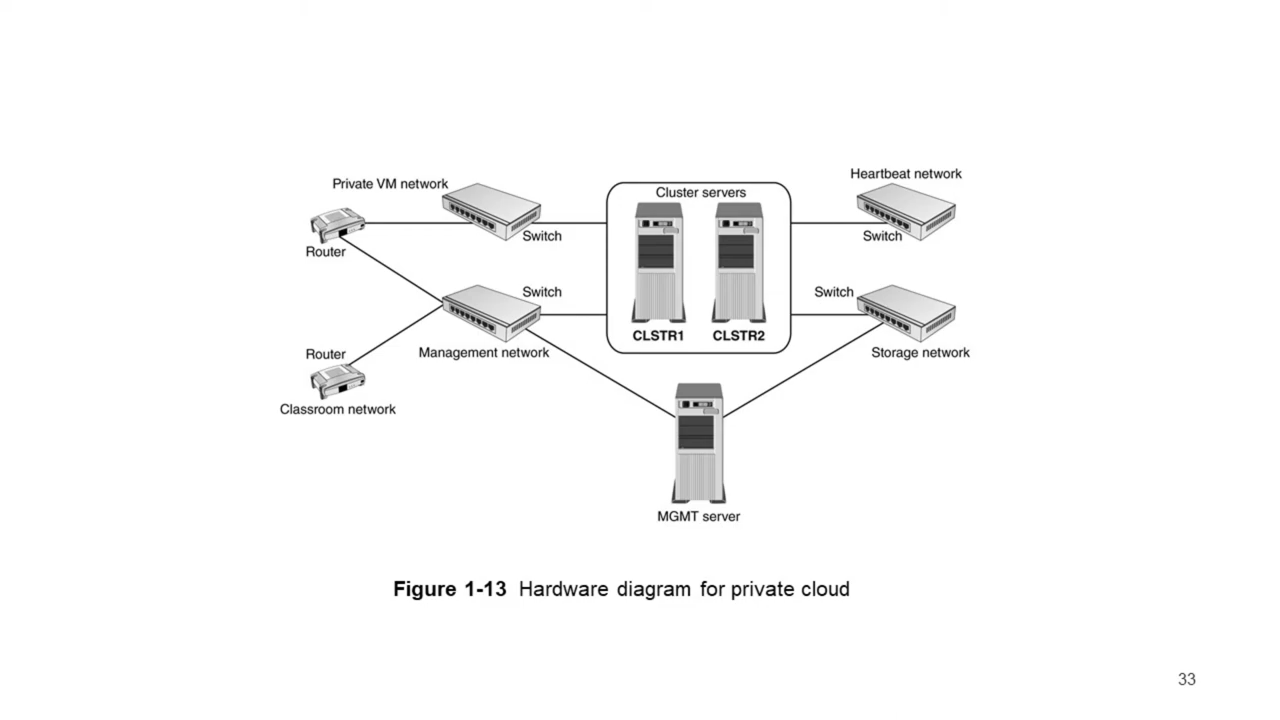 Heartbeat network
Private VM network
Cluster servers
Switch
Switch
Router
Switch
Switch
CLSTR1
CLSTR2
Router
Management network
Storage network
Classroom network
MGMT server
Figure 1-13 Hardware diagram for private cloud
33